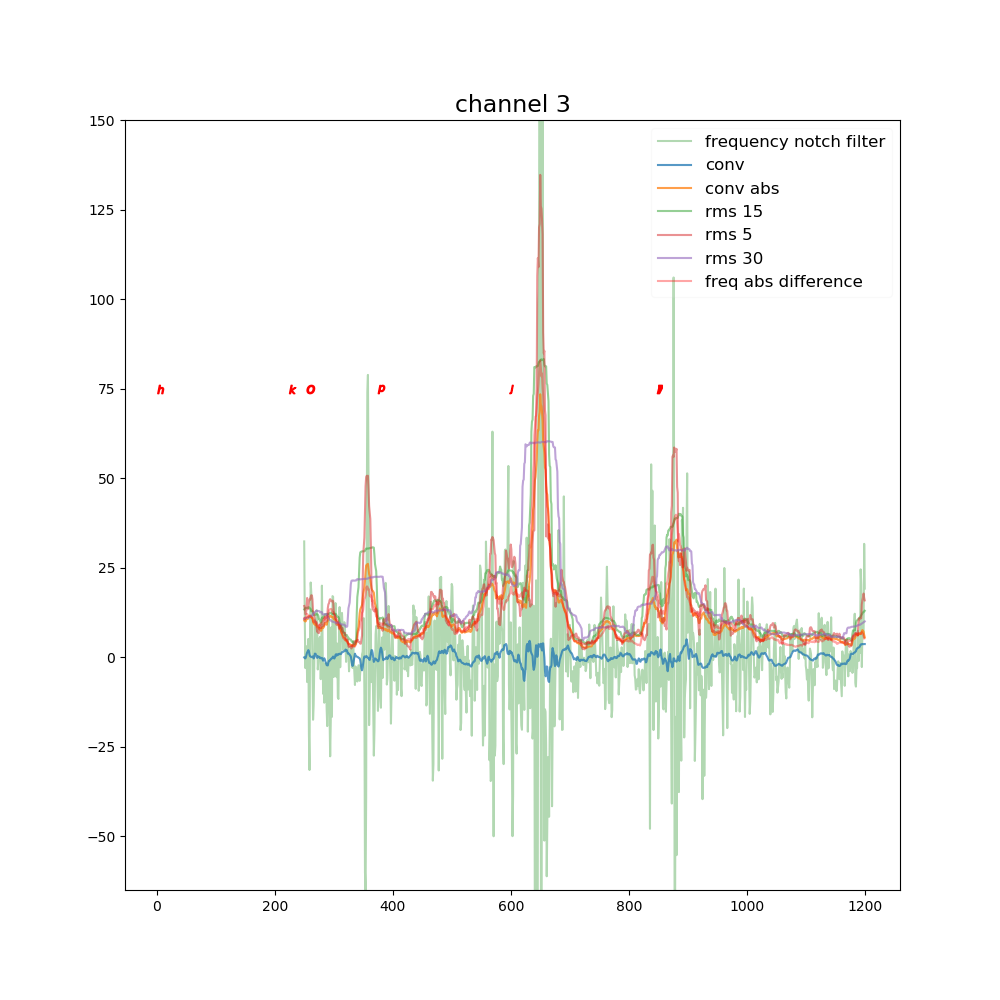 channel 3
150
125
100
75
50
25
0
−25
−50
frequency notch filter
conv
conv abs
rms 15
rms 5
rms 30
freq abs difference
h k o p j
0 200 400 600 800 1000 1200